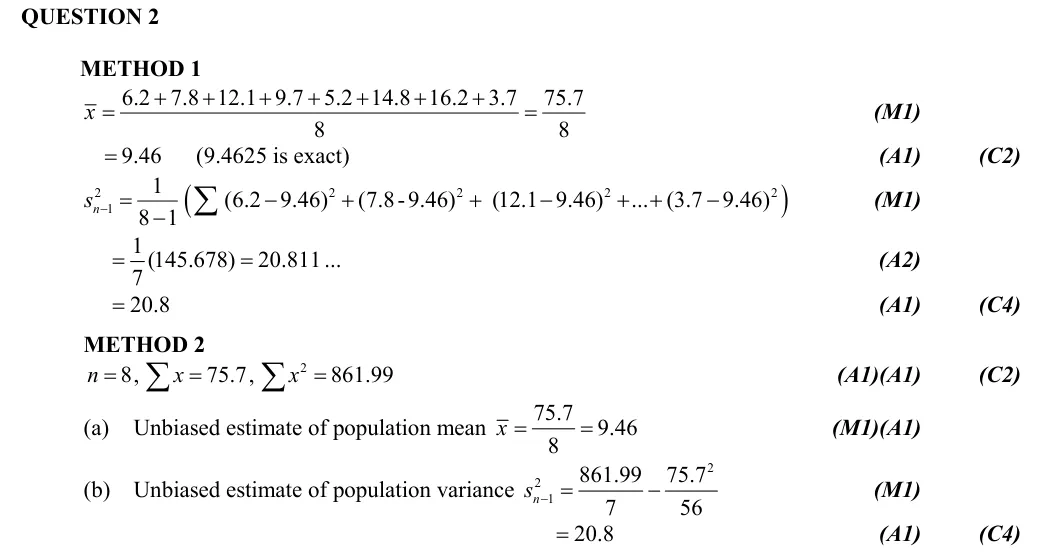 QUESTION 2
METHOD 1
x̄ = (6.2 + 7.8 + 12.1 + 9.7 + 5.2 + 14.8 + 16.2 + 3.7)/8 = 75.7/8 (M1)
= 9.46 (9.4625 is exact) (A1) (C2)
s²ₙ₋₁ = 1/(8 − 1) (∑ (6.2 − 9.46)² + (7.8 - 9.46)² + (12.1 − 9.46)² + ... + (3.7 − 9.46)²) (M1)
= 1/7 (145.678) = 20.811 ... (A2)
= 20.8 (A1) (C4)
METHOD 2
n = 8, ∑ x = 75.7, ∑ x² = 861.99 (A1)(A1) (C2)
(a) Unbiased estimate of population mean x̄ = 75.7/8 = 9.46 (M1)(A1)
(b) Unbiased estimate of population variance s²ₙ₋₁ = 861.99/7 − 75.7²/56 (M1)
= 20.8 (A1) (C4)